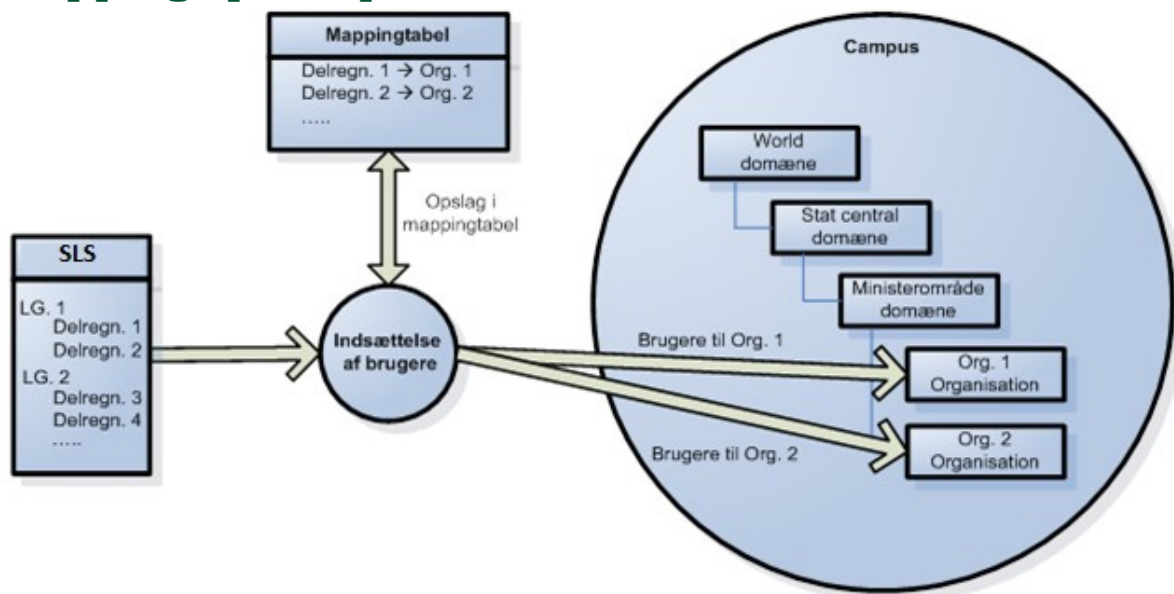 Mappingtabel
Delregn. 1 → Org. 1
Delregn. 2 → Org. 2
.....
Opslag i
mappingtabel
SLS
LG. 1
Delregn. 1
Delregn. 2
LG. 2
Delregn. 3
Delregn. 4
.....
Indsættelse
af brugere
Campus
World
domæne
Stat central
domæne
Ministerområde
domæne
Brugere til Org. 1
Org. 1
Organisation
Brugere til Org. 2
Org. 2
Organisation